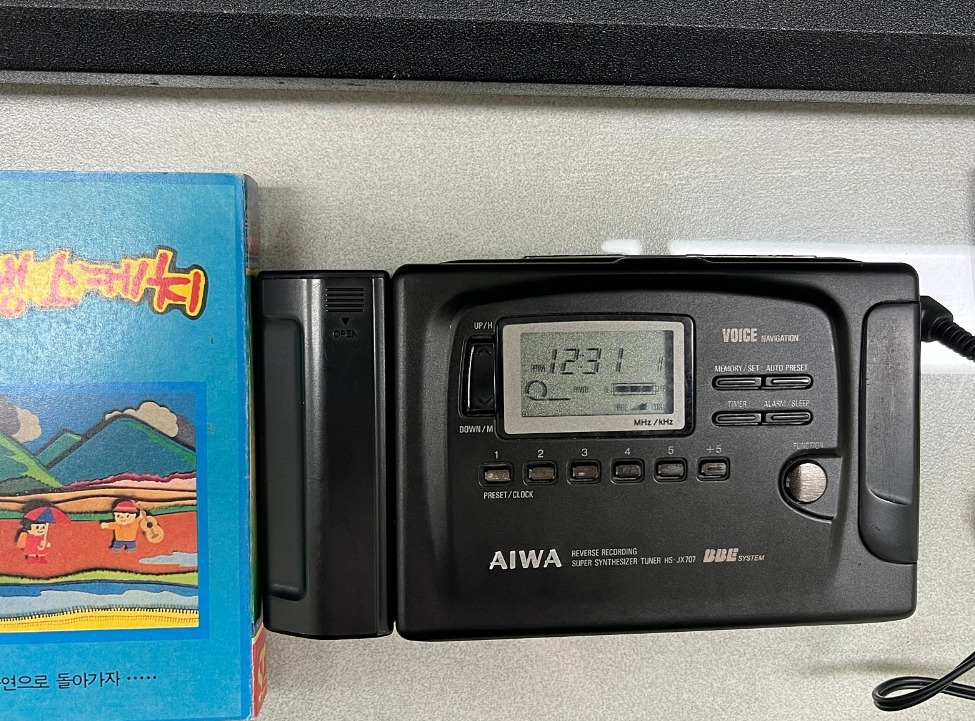 생스케치
연으로 돌아가자 ·····
OPEN
UP/H
DOWN/M
12:31
MHz/kHz
VOICE NAVIGATION
MEMORY/SET AUTO PRESET
TIMER ALARM/SLEEP
FUNCTION
1 2 3 4 5 +5
PRESET/CLOCK
AIWA
REVERSE RECORDING
SUPER SYNTHESIZER TUNER HS-JX707
BBE SYSTEM